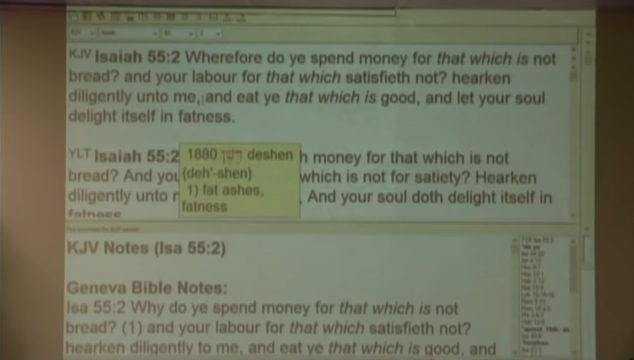 KJV Isaiah 55:2 Wherefore do ye spend money for that which is not
bread? and your labour for that which satisfieth not? hearken
diligently unto me, and eat ye that which is good, and let your soul
delight itself in fatness.
YLT Isaiah 55:2
h money for that which is not
bread? And you
which is not for satiety? Hearken
diligently unto
. And your soul doth delight itself in
fatness
1880 דשן deshen
(deh'-shen)
1) fat ashes,
fatness
KJV Notes (Isa 55:2)
Geneva Bible Notes:
Isa 55:2 Why do ye spend money for that which is not
bread? (1) and your labour for that which satisfieth not?
hearken diligently to me, and eat ye that which is good, and